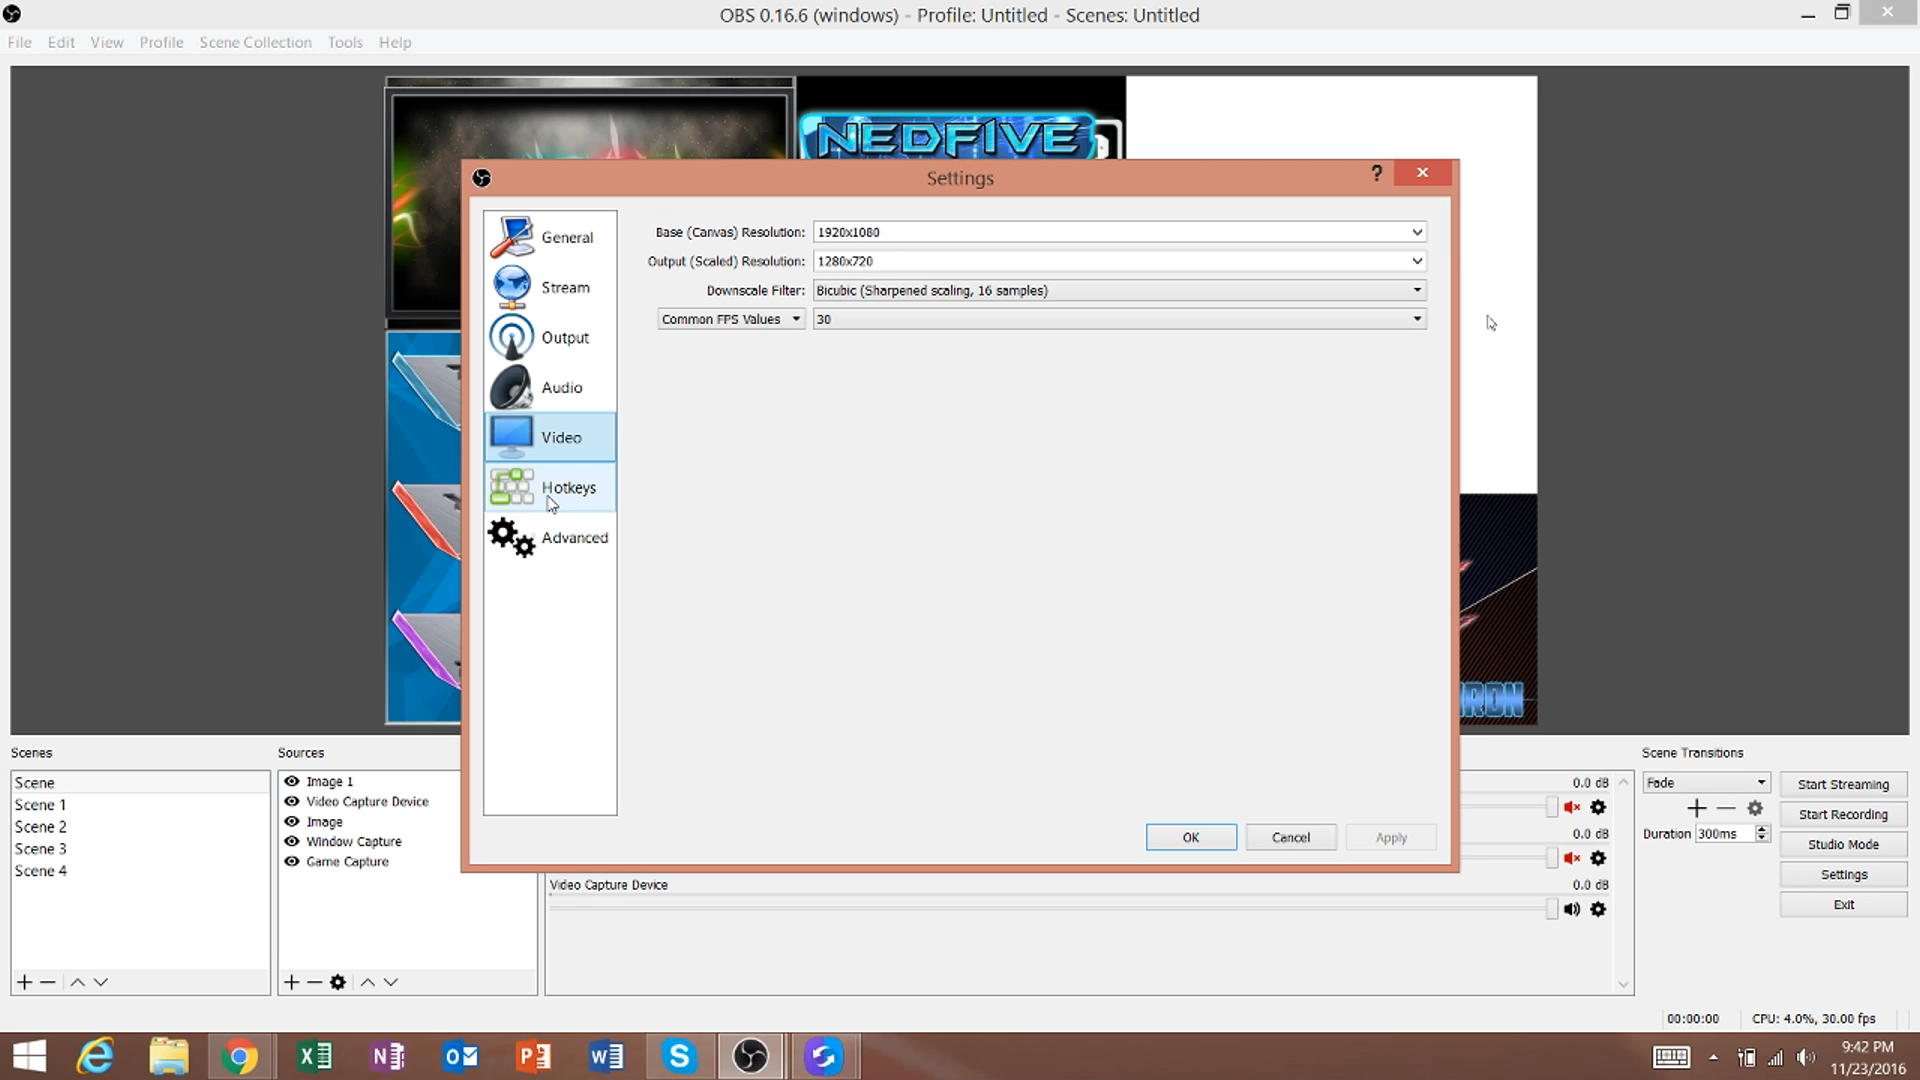 OBS 0.16.6 (windows) - Profile: Untitled - Scenes: Untitled
File Edit View Profile Scene Collection Tools Help
NEDFIVE
Settings
?
General
Stream
Output
Audio
Video
Hotkeys
Advanced
Base (Canvas) Resolution: 1920x1080
Output (Scaled) Resolution: 1280x720
Downscale Filter: Bicubic (Sharpened scaling, 16 samples)
Common FPS Values 30
OK Cancel Apply
Scenes
Scene
Scene 1
Scene 2
Scene 3
Scene 4
Sources
Image 1
Video Capture Device
Image
Window Capture
Game Capture
0.0 dB
0.0 dB
Video Capture Device 0.0 dB
Scene Transitions
Fade
Duration 300ms
Start Streaming
Start Recording
Studio Mode
Settings
Exit
00:00:00 CPU: 4.0%, 30.00 fps
9:42 PM
11/23/2016